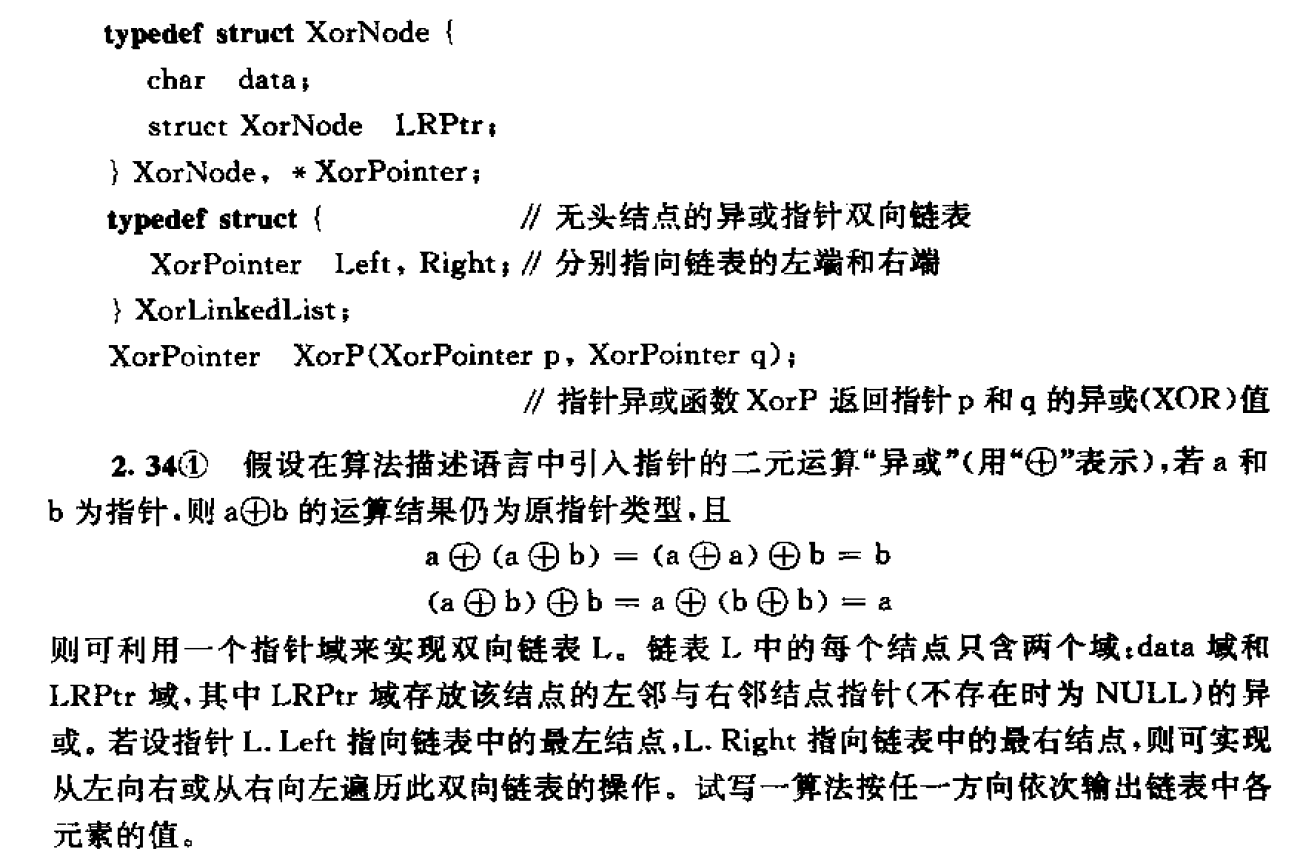 typedef struct XorNode {
char data;
struct XorNode LRPtr;
} XorNode, * XorPointer;
typedef struct { // 无头结点的异或指针双向链表
XorPointer Left, Right; // 分别指向链表的左端和右端
} XorLinkedList;
XorPointer XorP(XorPointer p, XorPointer q);
// 指针异或函数 XorP 返回指针 p 和 q 的异或(XOR)值
2.34① 假设在算法描述语言中引入指针的二元运算“异或”(用“⊕”表示),若 a 和
b 为指针,则 a⊕b 的运算结果仍为原指针类型,且
a ⊕ (a ⊕ b) = (a ⊕ a) ⊕ b = b
(a ⊕ b) ⊕ b = a ⊕ (b ⊕ b) = a
则可利用一个指针域来实现双向链表 L。链表 L 中的每个结点只含两个域:data 域和
LRPtr 域,其中 LRPtr 域存放该结点的左邻与右邻结点指针(不存在时为 NULL)的异
或。若设指针 L.Left 指向链表中的最左结点,L.Right 指向链表中的最右结点,则可实现
从左向右或从右向左遍历此双向链表的操作。试写一算法按任一方向依次输出链表中各
元素的值。